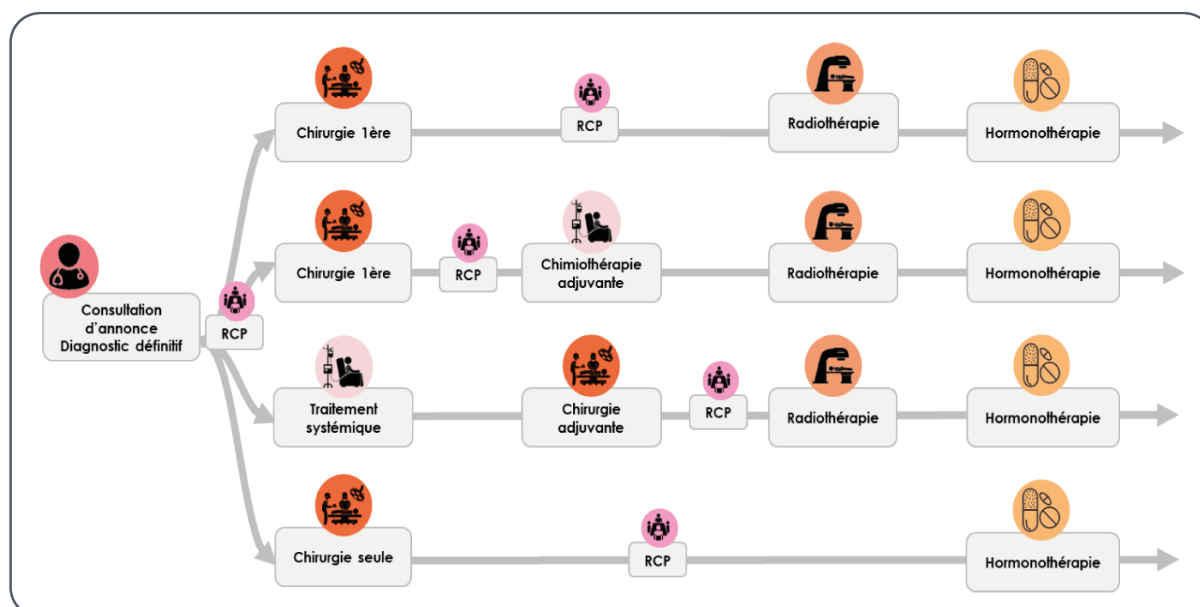 Chirurgie 1ère
RCP
Radiothérapie
Hormonothérapie
Chirurgie 1ère
RCP
Chimiothérapie
adjuvante
Radiothérapie
Hormonothérapie
Consultation
d'annonce
Diagnostic définitif
RCP
Traitement
systémique
Chirurgie
adjuvante
RCP
Radiothérapie
Hormonothérapie
Chirurgie seule
RCP
Hormonothérapie